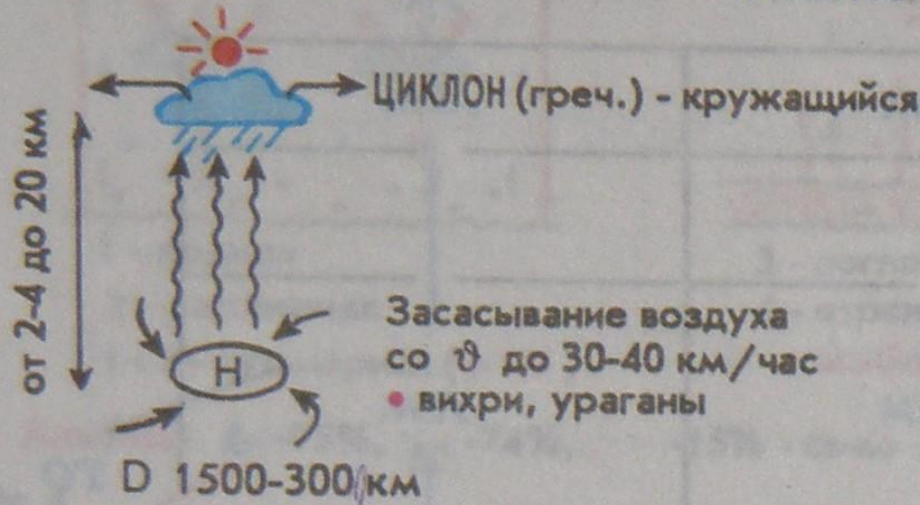 ЦИКЛОН (греч.) - кружащийся
от 2-4 до 20 км
Засасывание воздуха
со ϑ до 30-40 км/час
Н
• вихри, ураганы
D 1500-300 км